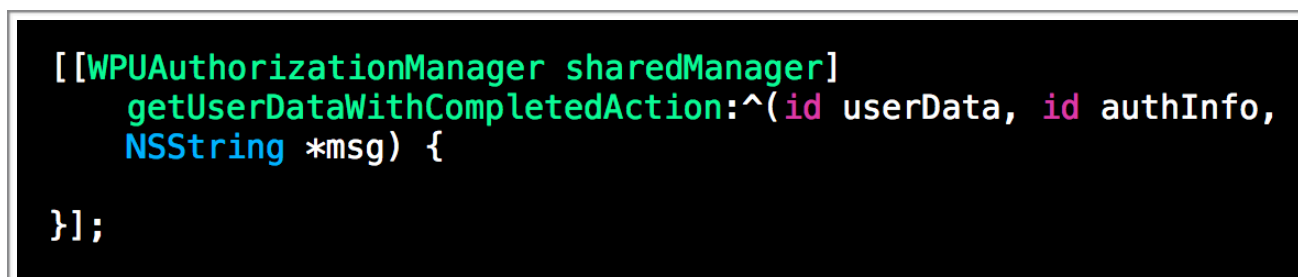 [[WPUAuthorizationManager sharedManager]
getUserDataWithCompletedAction:^(id userData, id authInfo,
NSString *msg) {
}];